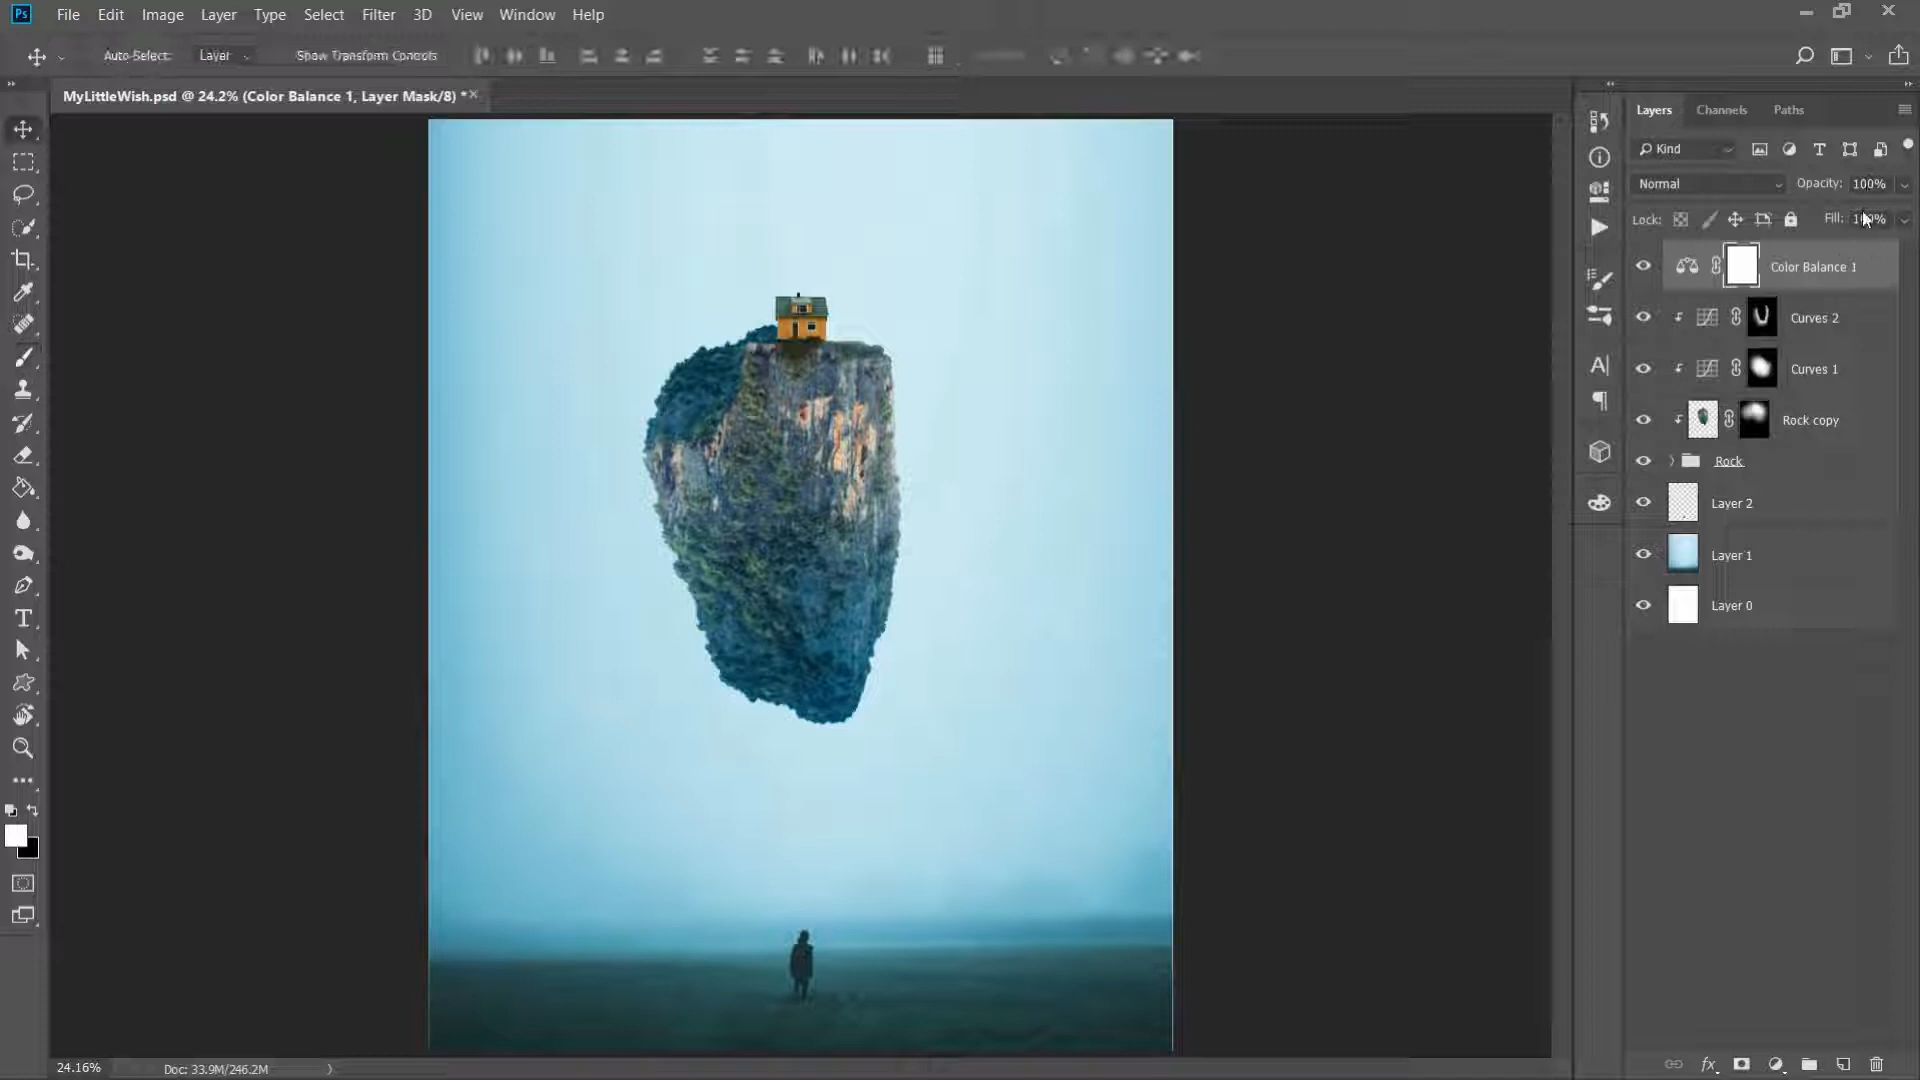 Ps File Edit Image Layer Type Select Filter 3D View Window Help
Auto-Select: Layer Show Transform Controls
MyLittleWish.psd @ 24.2% (Color Balance 1, Layer Mask/8) *
Layers Channels Paths
Kind
Normal Opacity: 100%
Lock: Fill: 100%
Color Balance 1
Curves 2
Curves 1
Rock copy
Rock
Layer 2
Layer 1
Layer 0
24.16% Doc: 33.9M/246.2M
fx